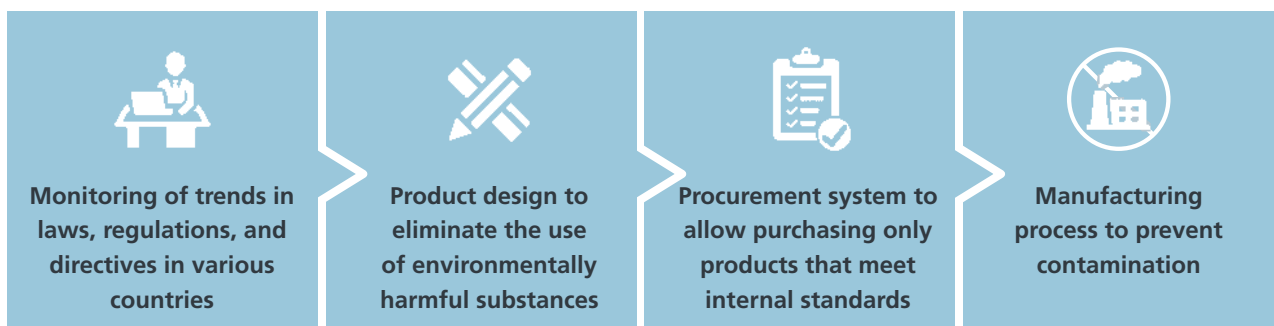 Monitoring of trends in
laws, regulations, and
directives in various
countries
Product design to
eliminate the use
of environmentally
harmful substances
Procurement system to
allow purchasing only
products that meet
internal standards
Manufacturing
process to prevent
contamination